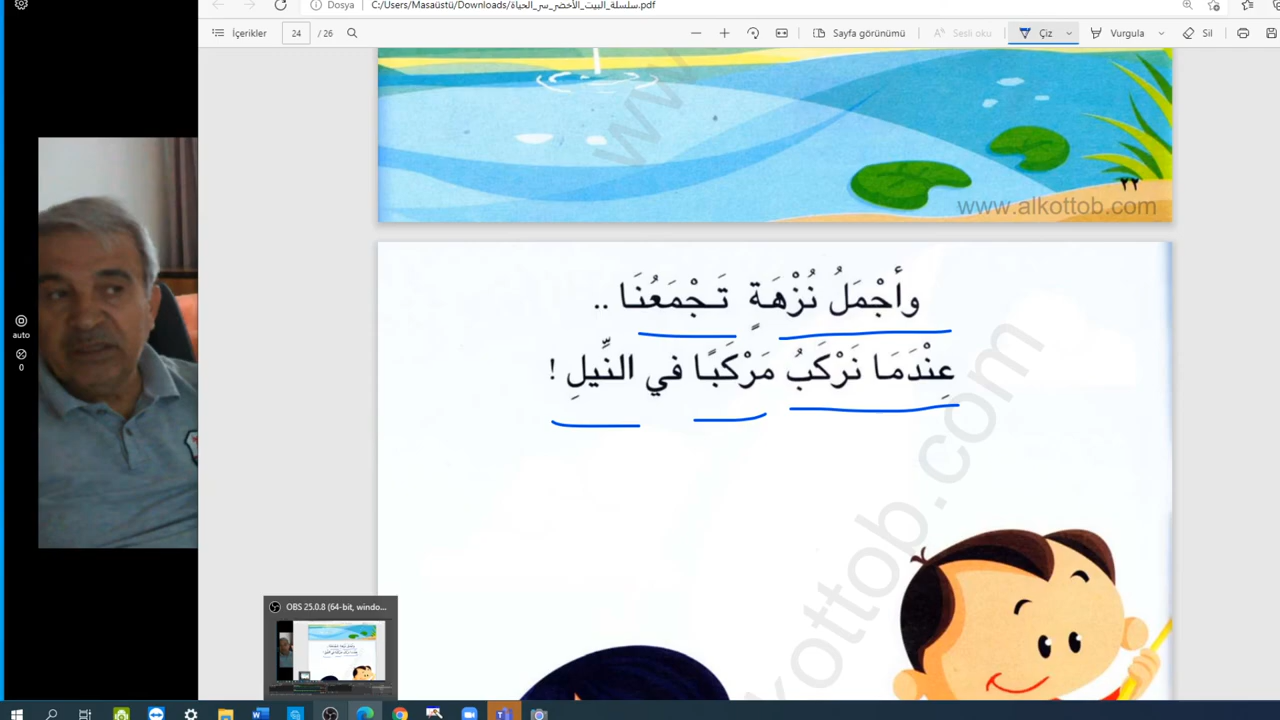 Dosya
C:/Users/Masaüstü/Downloads/سلسلة_البيت_الأخضر_سر_الحياة.pdf
İçerikler
24 / 26
Sayfa görünümü
Sesli oku
Çiz
Vurgula
Sil
٢٢
www.alkottob.com
وأَجْمَلُ نُزْهَةٍ تَجْمَعُنَا ..
عِنْدَمَا نَرْكَبُ مَرْكَبًا في النِّيلِ !
auto
0
OBS 25.0.8 (64-bit, windo...